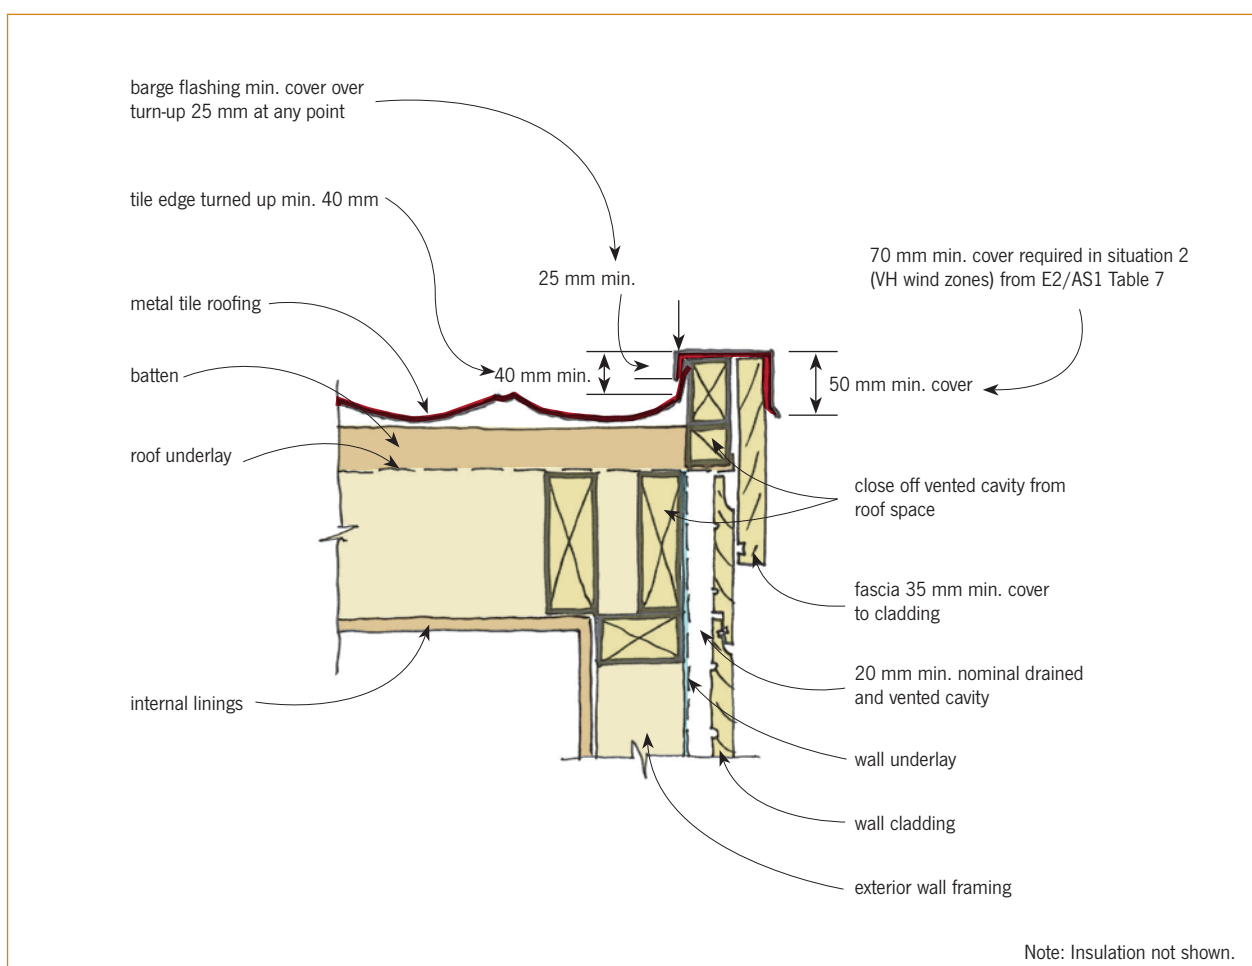 barge flashing min. cover over
turn-up 25 mm at any point
tile edge turned up min. 40 mm
25 mm min.
70 mm min. cover required in situation 2
(VH wind zones) from E2/AS1 Table 7
metal tile roofing
batten
40 mm min.
50 mm min. cover
roof underlay
close off vented cavity from
roof space
fascia 35 mm min. cover
to cladding
20 mm min. nominal drained
and vented cavity
internal linings
wall underlay
wall cladding
exterior wall framing
Note: Insulation not shown.